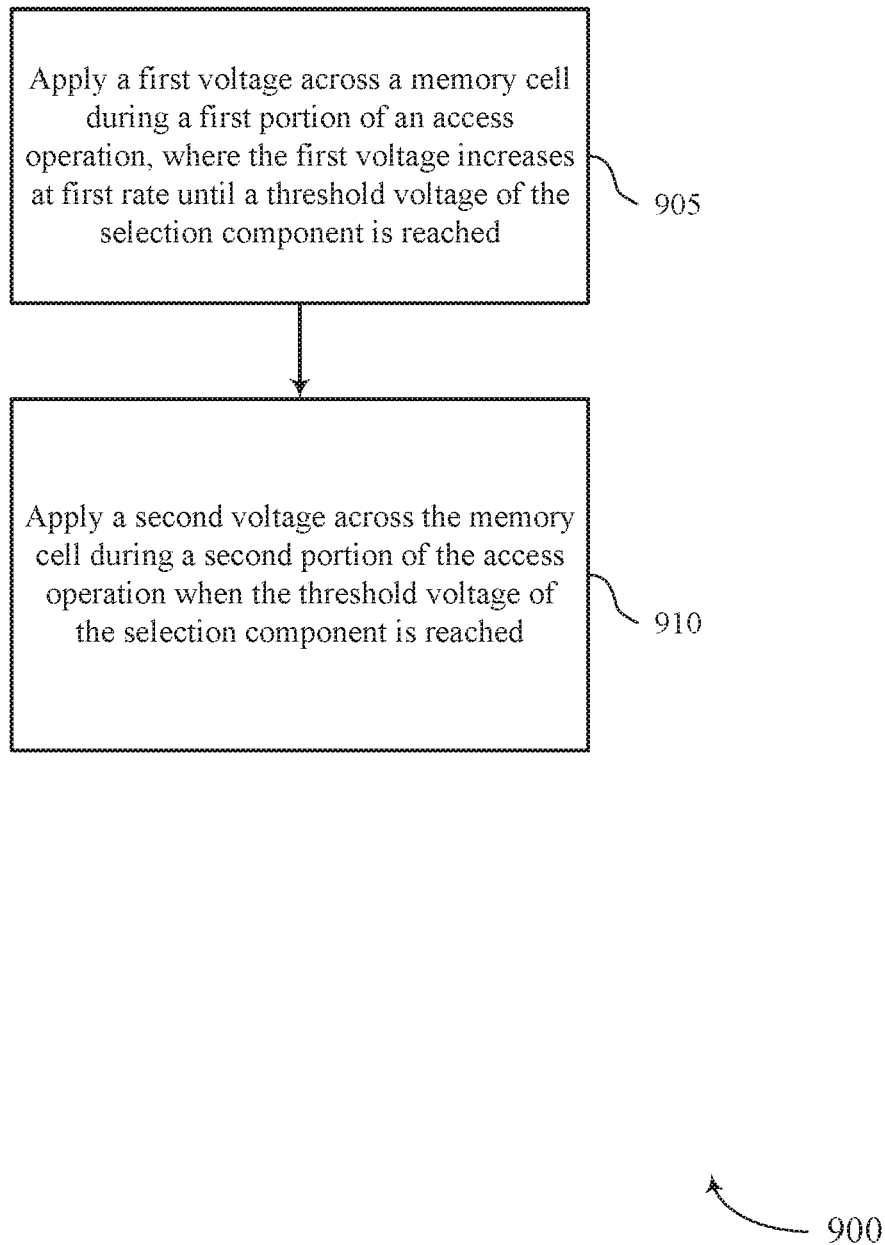 Apply a first voltage across a memory cell
during a first portion of an access
operation, where the first voltage increases
at first rate until a threshold voltage of the
selection component is reached
905
Apply a second voltage across the memory
cell during a second portion of the access
operation when the threshold voltage of
the selection component is reached
910
900